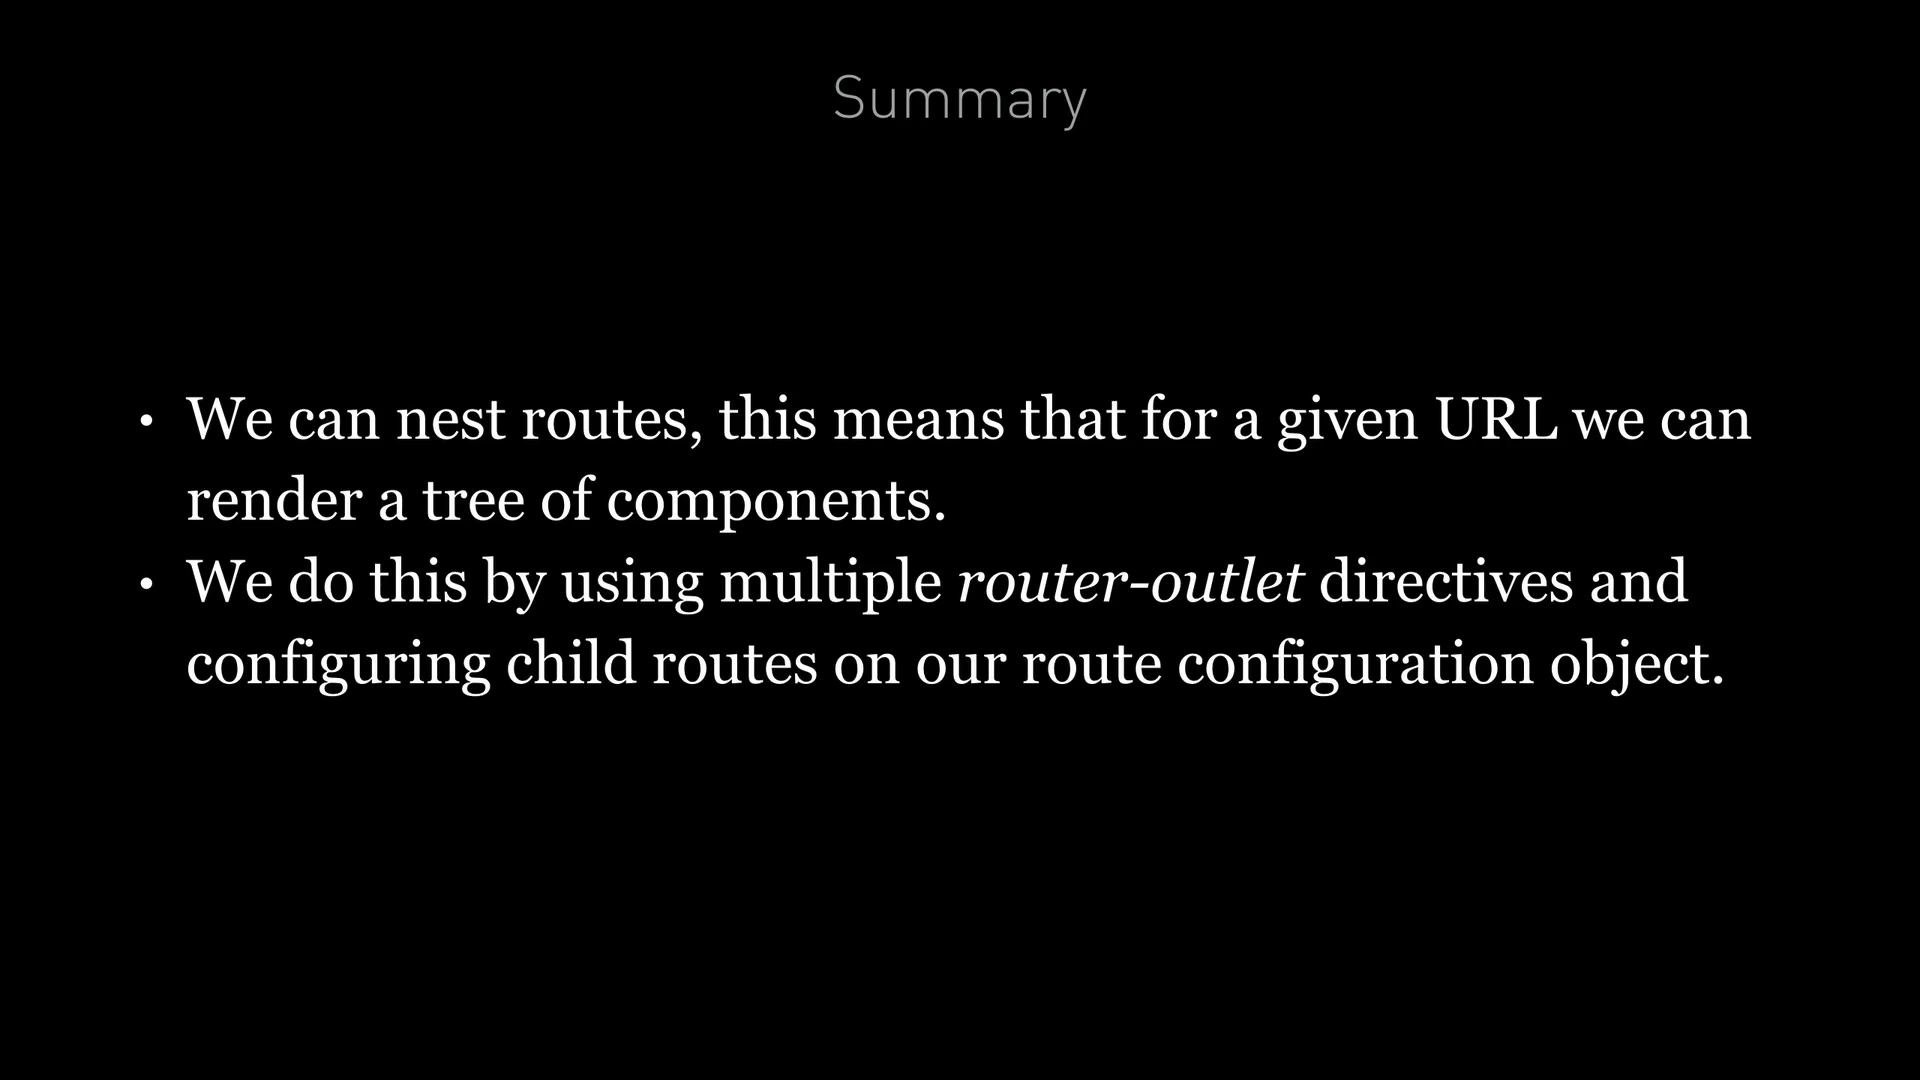 Summary
• We can nest routes, this means that for a given URL we can
render a tree of components.
• We do this by using multiple router-outlet directives and
configuring child routes on our route configuration object.